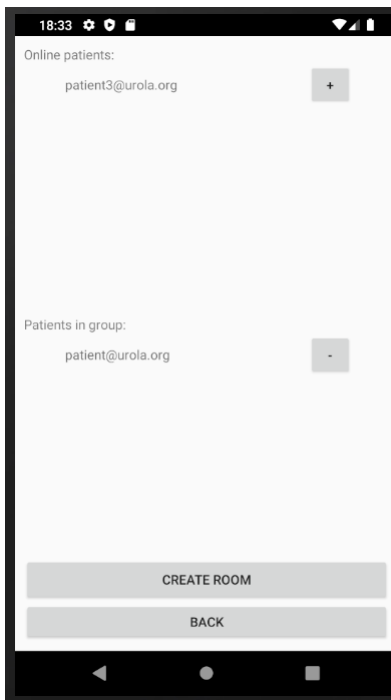 18:33
Online patients:
patient3@urola.org +
Patients in group:
patient@urola.org -
CREATE ROOM
BACK